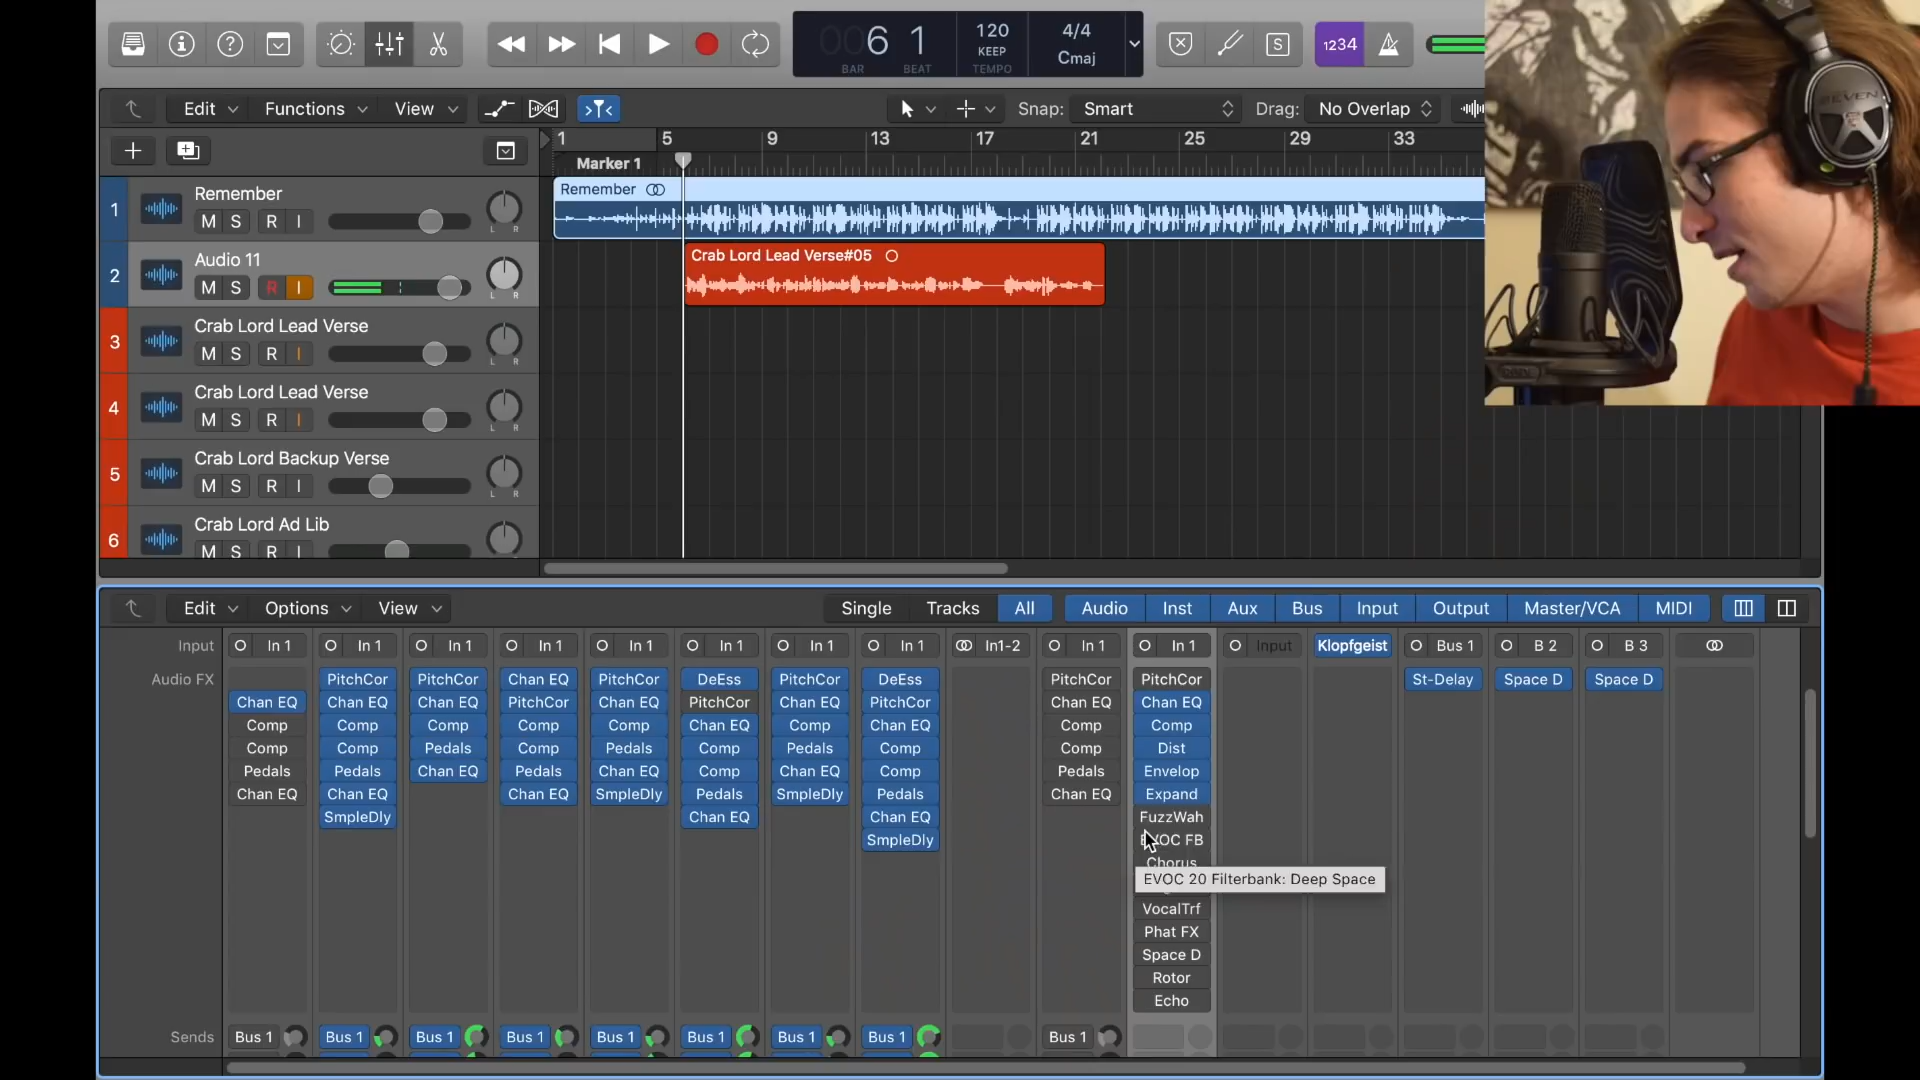 006 1
BAR BEAT
120
KEEP
TEMPO
4/4
Cmaj
S
1234
Edit Functions View
Snap: Smart
Drag: No Overlap
1 5 9 13 17 21 25 29 33
Marker 1
1
Remember
M S R I
L R
Remember
2
Audio 11
M S R I
L R
Crab Lord Lead Verse#05
3
Crab Lord Lead Verse
M S R I
L R
4
Crab Lord Lead Verse
M S R I
L R
5
Crab Lord Backup Verse
M S R I
L R
6
Crab Lord Ad Lib
M S R I
RODE
Edit Options View
Single Tracks All Audio Inst Aux Bus Input Output Master/VCA MIDI
Input In 1 In 1 In 1 In 1 In 1 In 1 In 1 In 1 In1-2 In 1 In 1 Input Klopfgeist Bus 1 B 2 B 3
Audio FX PitchCor PitchCor Chan EQ PitchCor DeEss PitchCor DeEss PitchCor PitchCor St-Delay Space D Space D
Chan EQ Chan EQ Chan EQ PitchCor Chan EQ PitchCor Chan EQ PitchCor Chan EQ Chan EQ
Comp Comp Comp Comp Comp Chan EQ Comp Chan EQ Comp Comp
Comp Comp Pedals Comp Pedals Comp Pedals Comp Comp Dist
Pedals Pedals Chan EQ Pedals Chan EQ Comp Chan EQ Comp Pedals Envelop
Chan EQ Chan EQ Chan EQ SmpleDly Pedals SmpleDly Pedals Chan EQ Expand
SmpleDly Chan EQ Chan EQ FuzzWah
SmpleDly OC FB
Chorus
EVOC 20 Filterbank: Deep Space
VocalTrf
Phat FX
Space D
Rotor
Echo
Sends Bus 1 Bus 1 Bus 1 Bus 1 Bus 1 Bus 1 Bus 1 Bus 1 Bus 1